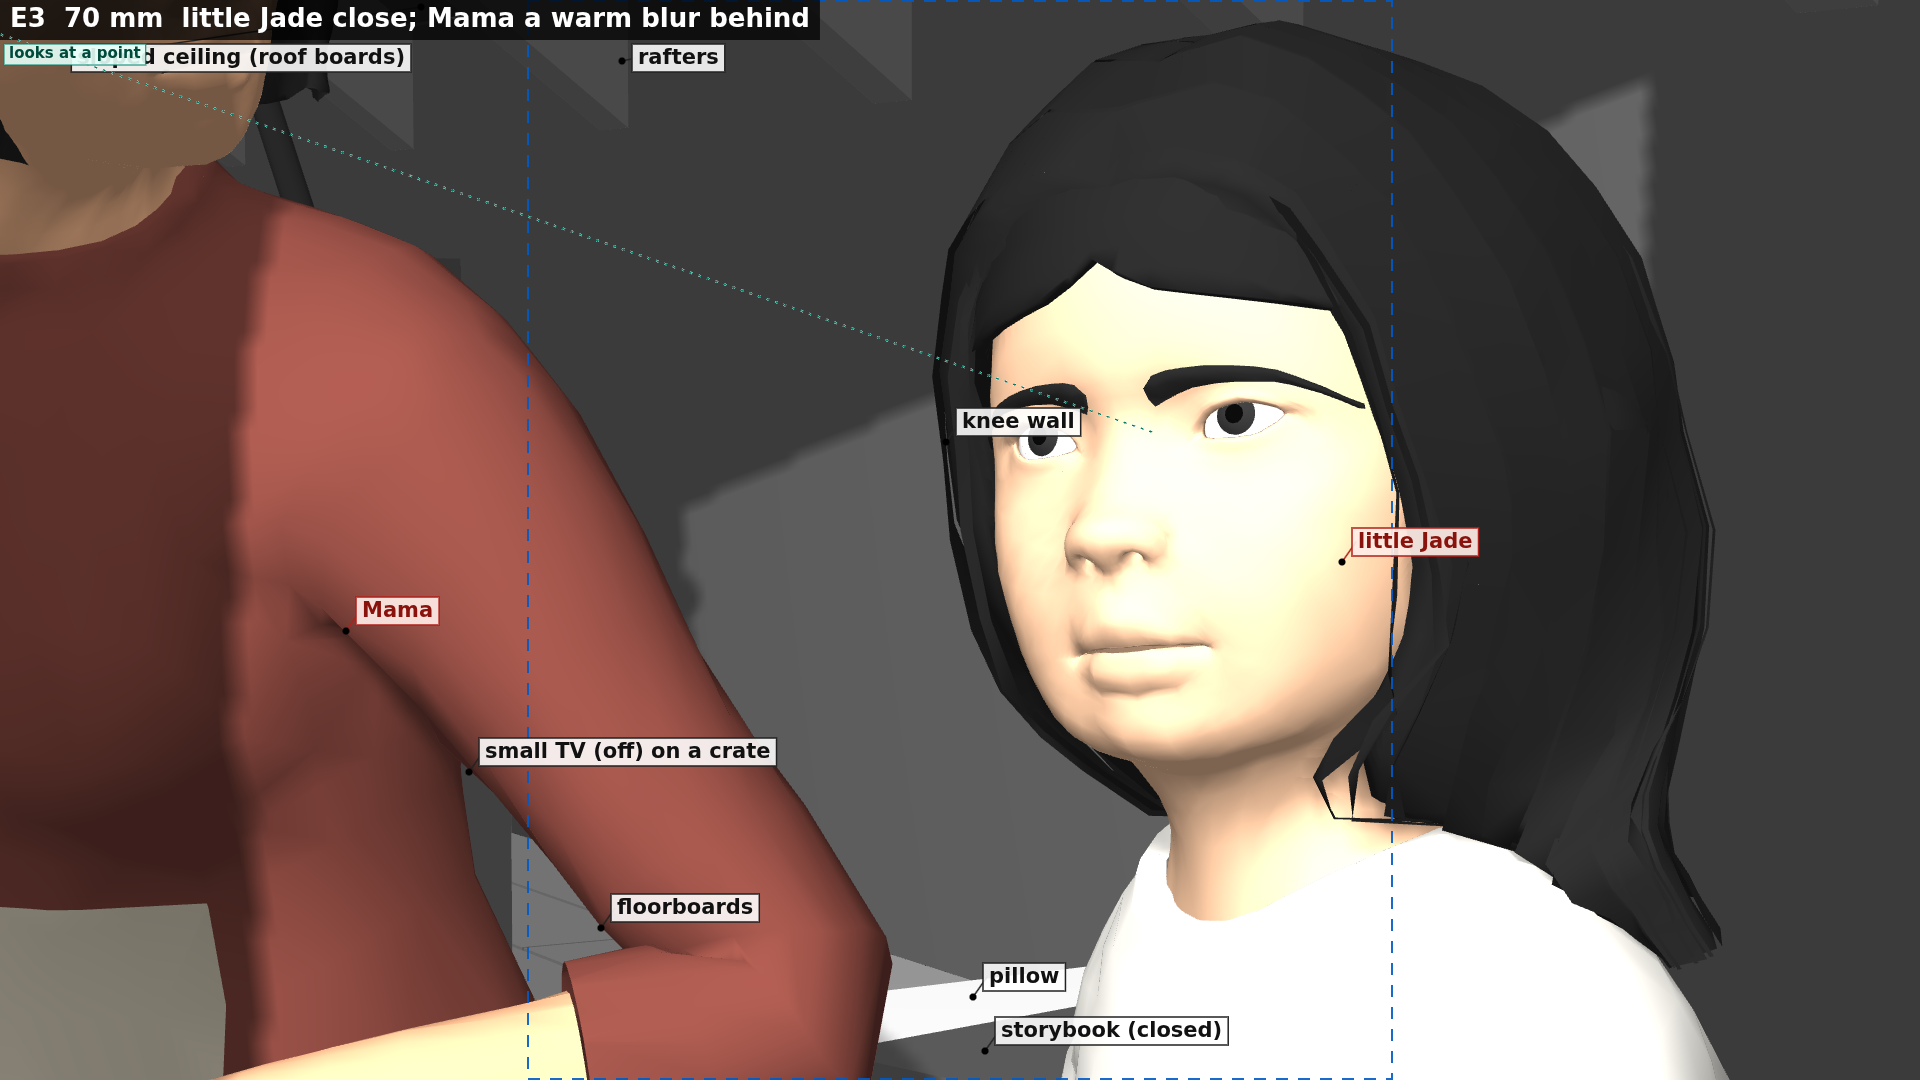 E3 70 mm little Jade close; Mama a warm blur behind
looks at a point
ceiling (roof boards)
rafters
knee wall
little Jade
Mama
small TV (off) on a crate
floorboards
pillow
storybook (closed)